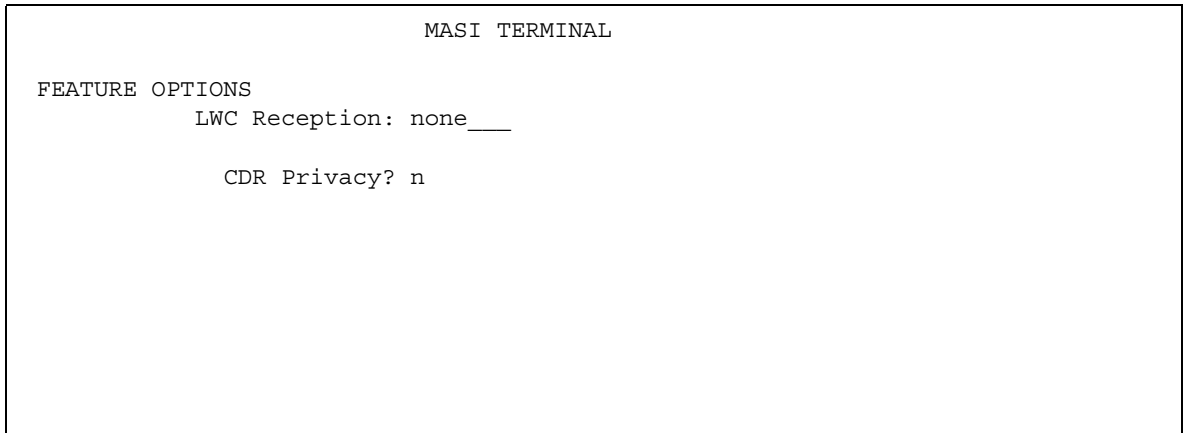 MASI TERMINAL
FEATURE OPTIONS
LWC Reception: none___
CDR Privacy? n